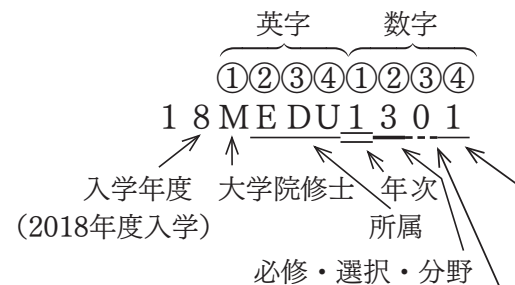 英字 数字
①②③④①②③④
18MEDU1301
入学年度 大学院修士 年次
(2018年度入学) 所属
必修・選択・分野